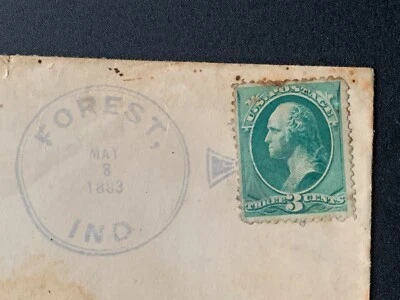 FOREST,
MAY
8
1883
IND
U.S. POSTAGE
THREE 3 CENTS